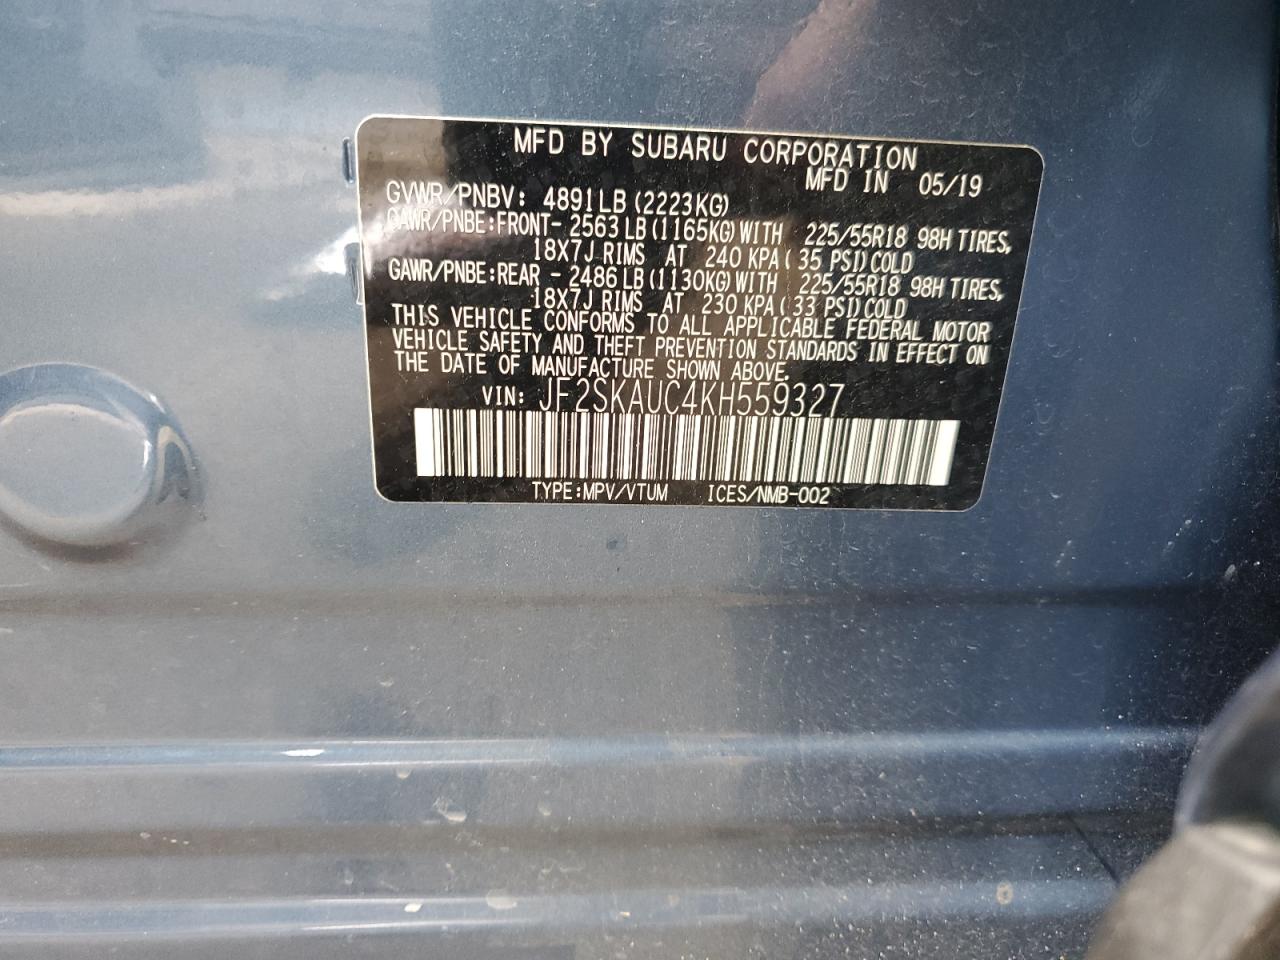 MFD BY SUBARU CORPORATION
MFD IN 05/19
GVWR/PNBV: 4891LB (2223KG)
GAWR/PNBE:FRONT- 2563 LB (1165KG) WITH 225/55R18 98H TIRES,
18X7J RIMS AT 240 KPA( 35 PSI) COLD
GAWR/PNBE:REAR - 2486 LB (1130KG) WITH 225/55R18 98H TIRES,
18X7J RIMS AT 230 KPA( 33 PSI) COLD
THIS VEHICLE CONFORMS TO ALL APPLICABLE FEDERAL MOTOR
VEHICLE SAFETY AND THEFT PREVENTION STANDARDS IN EFFECT ON
THE DATE OF MANUFACTURE SHOWN ABOVE.
VIN: JF2SKAUC4KH559327
TYPE:MPV/VTUM ICES/NMB-002